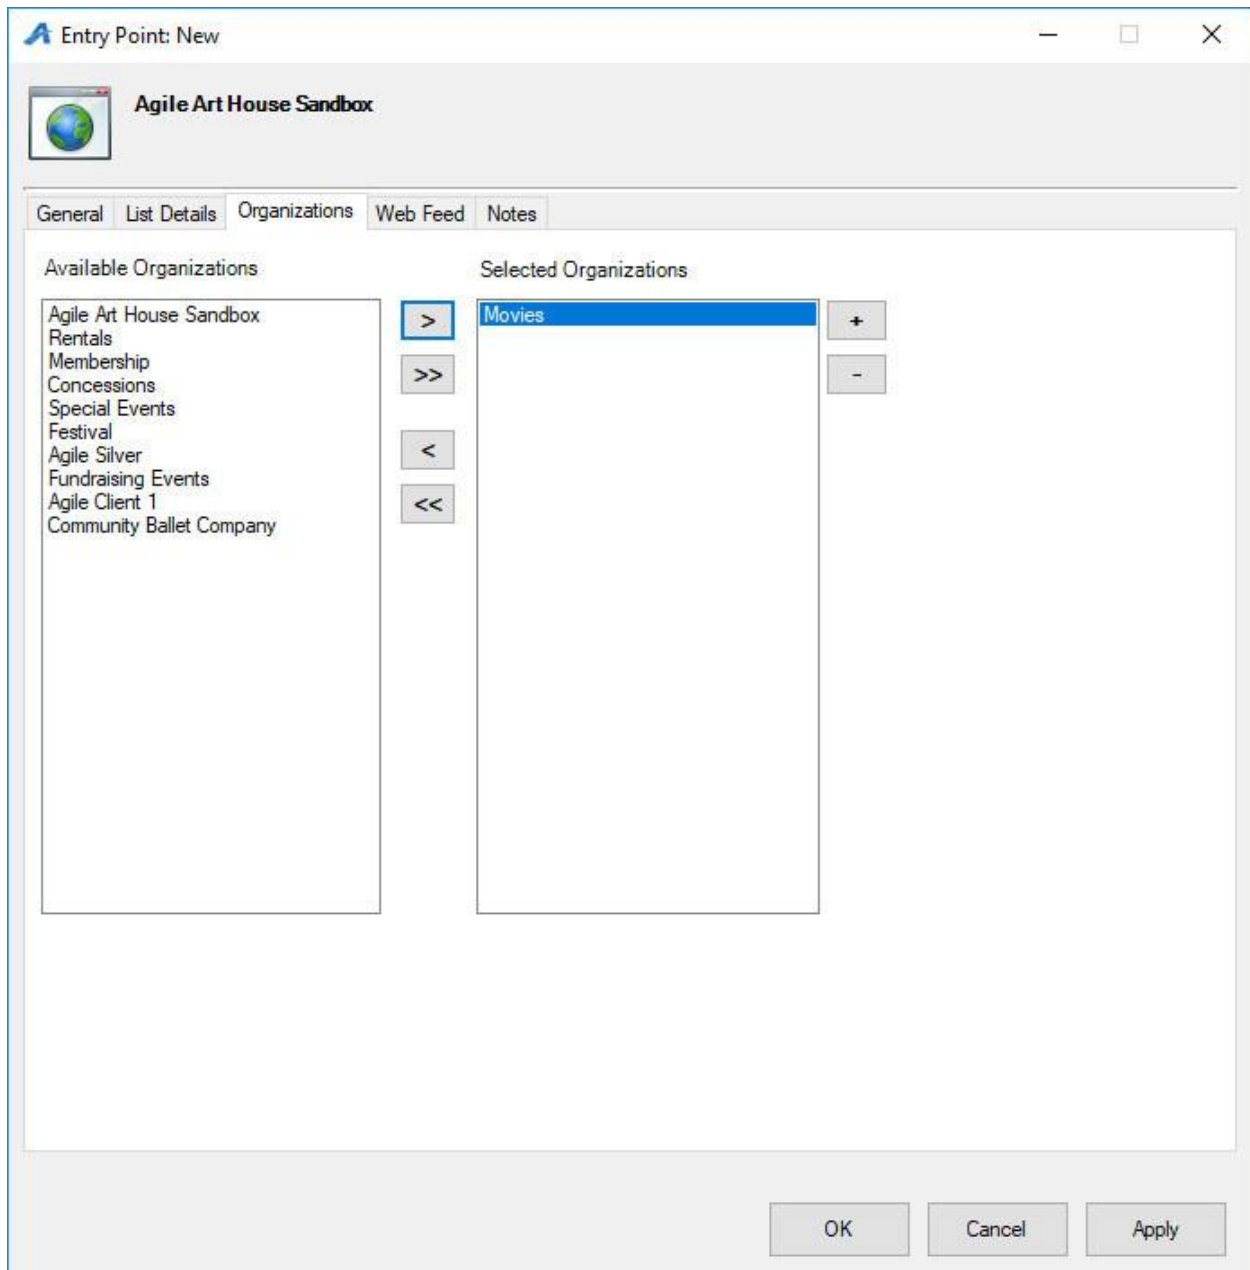 Entry Point: New
Agile Art House Sandbox
General List Details Organizations Web Feed Notes
Available Organizations
Agile Art House Sandbox
Rentals
Membership
Concessions
Special Events
Festival
Agile Silver
Fundraising Events
Agile Client 1
Community Ballet Company
>
>>
<
<<
Selected Organizations
Movies
+
-
OK Cancel Apply